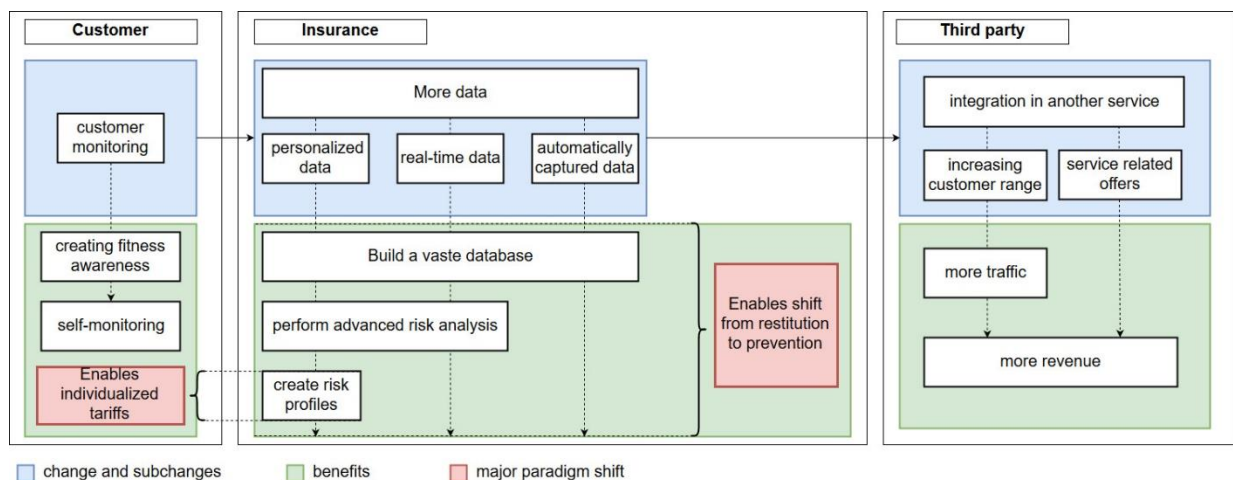 Customer
Insurance
Third party
customer
monitoring
More data
personalized
data
real-time data
automatically
captured data
integration in another service
increasing
customer range
service related
offers
creating fitness
awareness
self-monitoring
Enables
individualized
tariffs
Build a vaste database
perform advanced risk analysis
create risk
profiles
Enables shift
from restitution
to prevention
more traffic
more revenue
change and subchanges
benefits
major paradigm shift